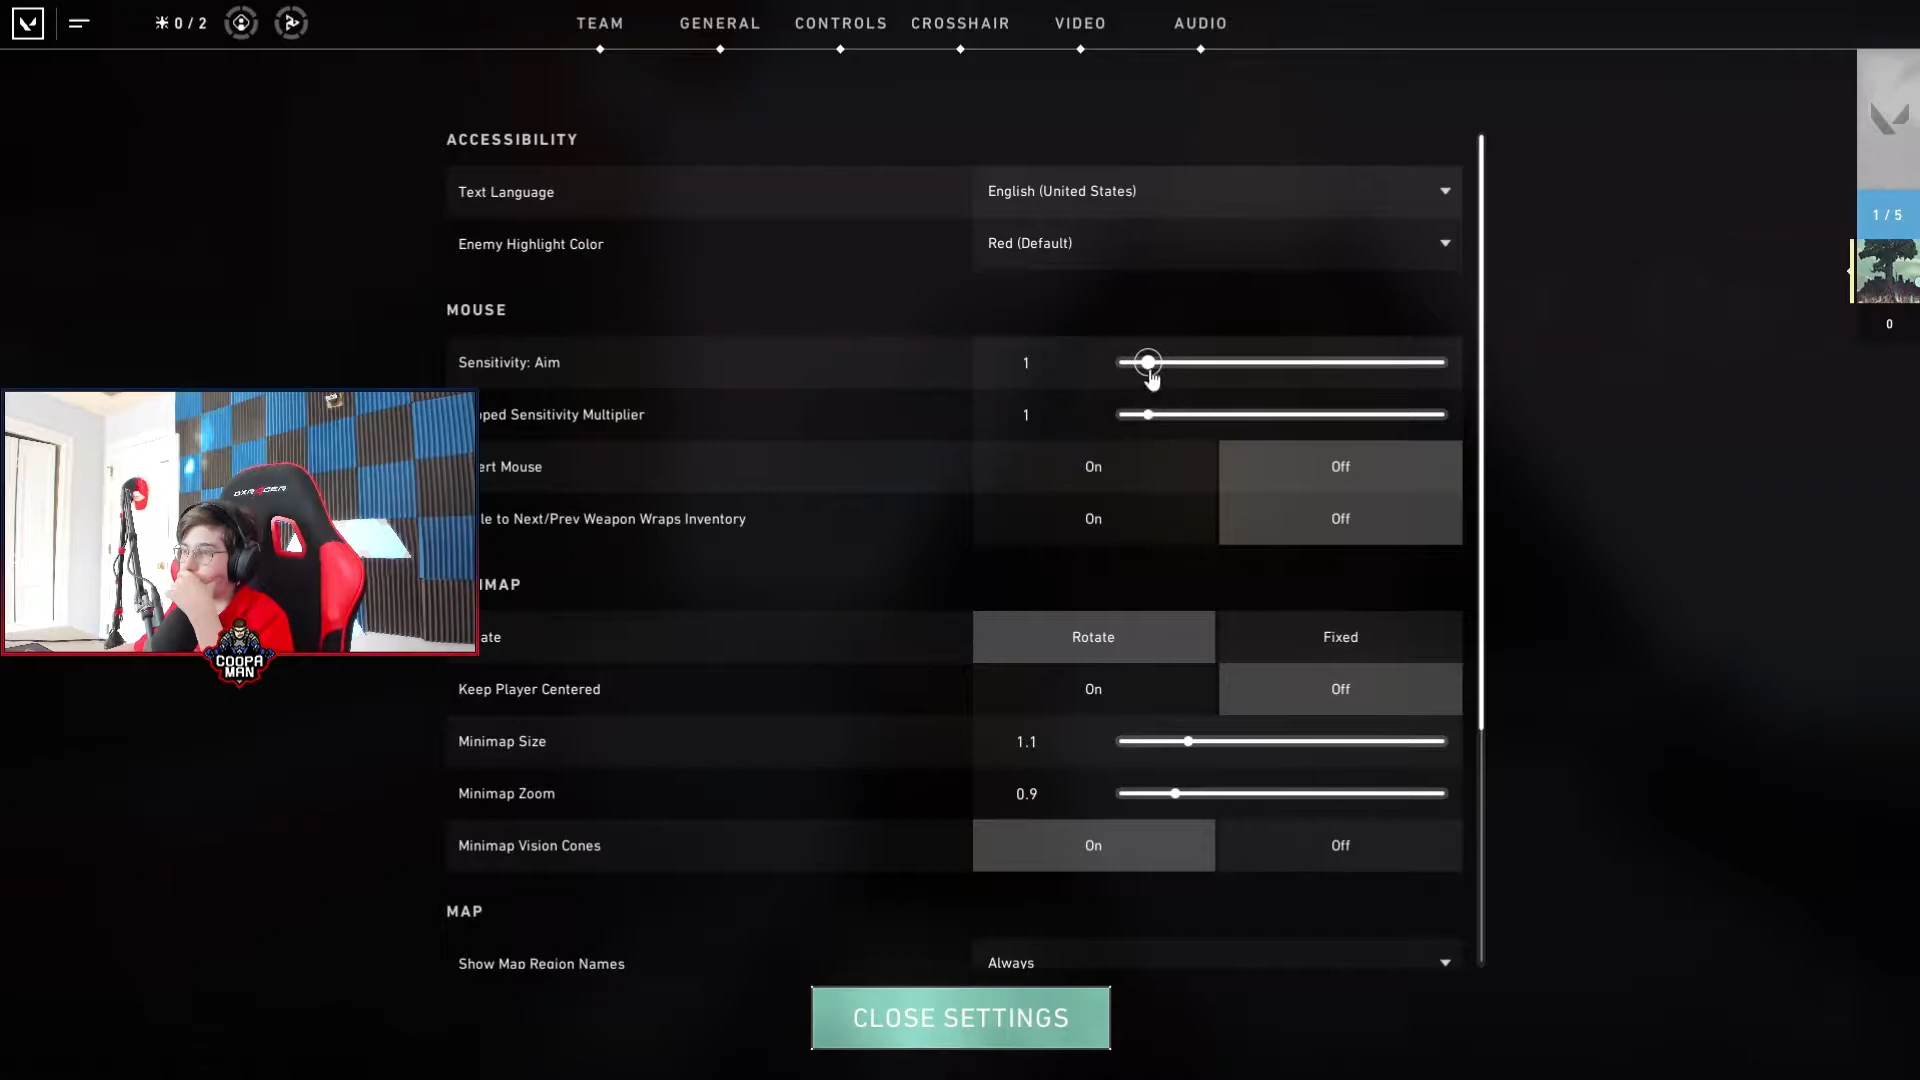 0 / 2
TEAM GENERAL CONTROLS CROSSHAIR VIDEO AUDIO
ACCESSIBILITY
Text Language English (United States)
Enemy Highlight Color Red (Default)
1 / 5
MOUSE
0
Sensitivity: Aim 1
ped Sensitivity Multiplier 1
ert Mouse On Off
le to Next/Prev Weapon Wraps Inventory On Off
DXRACER
IMAP
ate Rotate Fixed
COOPA
MAN
Keep Player Centered On Off
Minimap Size 1.1
Minimap Zoom 0.9
Minimap Vision Cones On Off
MAP
Show Map Region Names Always
CLOSE SETTINGS